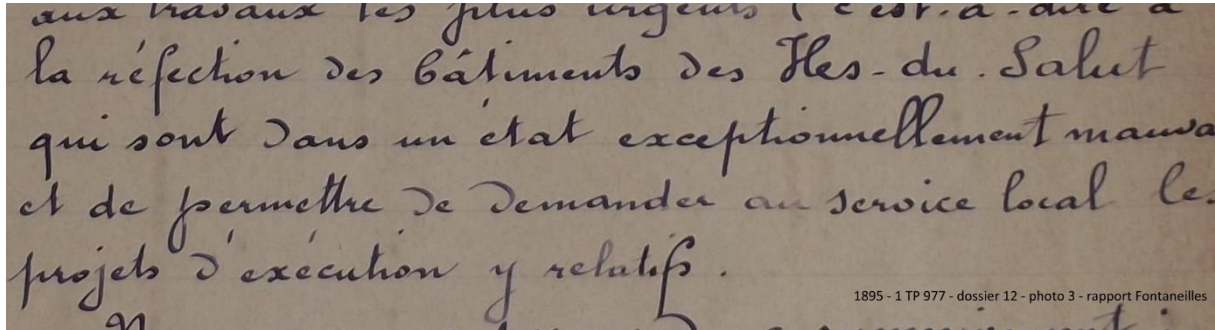 aux travaux les plus urgents (c'est-à-dire à
la réfection des bâtiments des Iles-du-Salut
qui sont dans un état exceptionnellement mauva
et de permettre de demander au service local le
projets d'exécution y relatifs.
1895 - 1 TP 977 - dossier 12 - photo 3 - rapport Fontaneilles